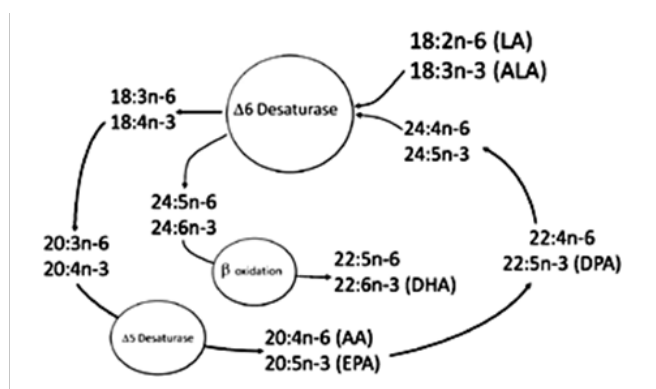 18:2n-6 (LA)
18:3n-3 (ALA)
Δ6 Desaturase
18:3n-6
18:4n-3
24:4n-6
24:5n-3
24:5n-6
24:6n-3
20:3n-6
20:4n-3
β oxidation
22:5n-6
22:6n-3 (DHA)
22:4n-6
22:5n-3 (DPA)
Δ5 Desaturase
20:4n-6 (AA)
20:5n-3 (EPA)